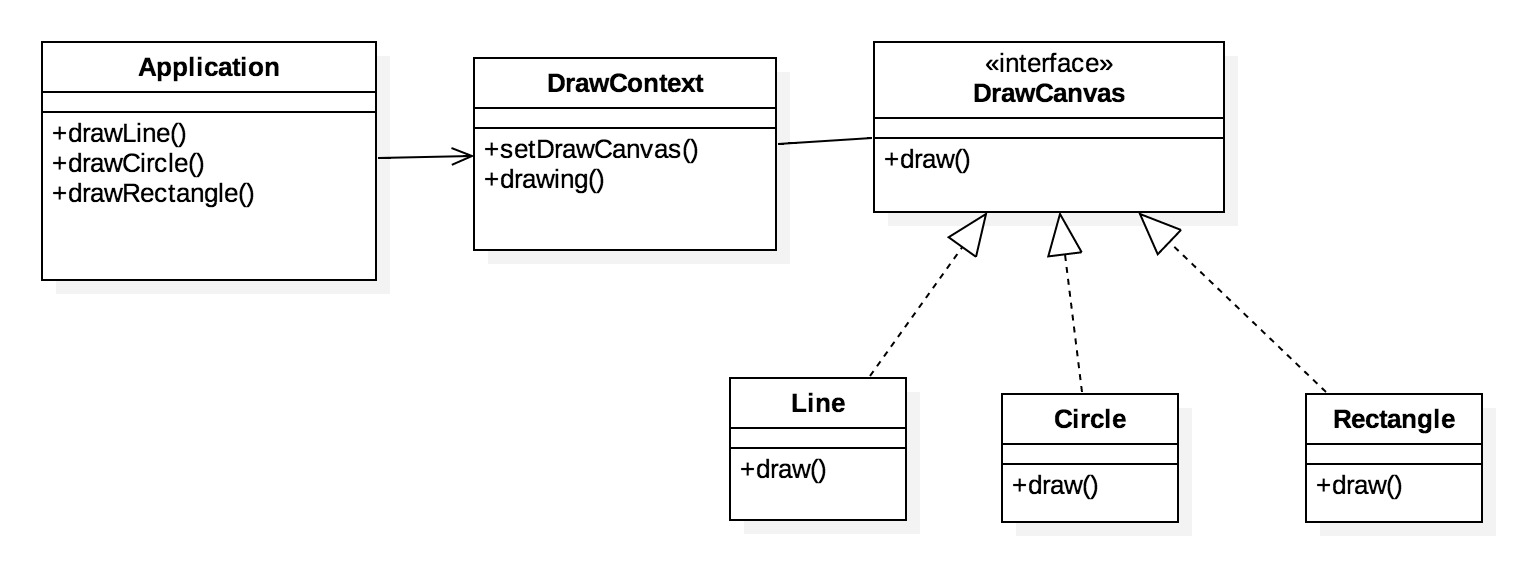 Application
+drawLine()
+drawCircle()
+drawRectangle()
DrawContext
+setDrawCanvas()
+drawing()
«interface»
DrawCanvas
+draw()
Line
+draw()
Circle
+draw()
Rectangle
+draw()